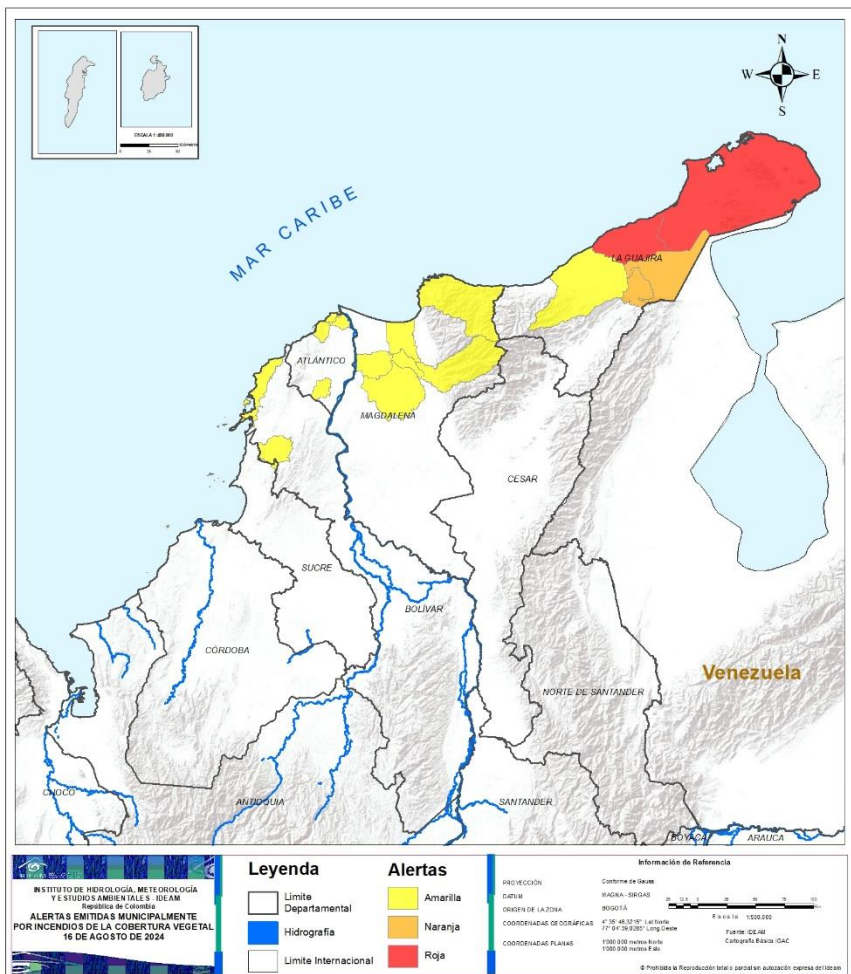 N
W E
S
ESCALA 1:400.000
MAR CARIBE
LA GUAJIRA
ATLÁNTICO
MAGDALENA
CESAR
SUCRE
BOLÍVAR
CÓRDOBA
NORTE DE SANTANDER
Venezuela
CHOCÓ
ANTIOQUIA
SANTANDER
BOYACÁ
ARAUCA
INSTITUTO DE HIDROLOGÍA, METEOROLOGÍA
Y ESTUDIOS AMBIENTALES - IDEAM
República de Colombia
ALERTAS EMITIDAS MUNICIPALMENTE
POR INCENDIOS DE LA COBERTURA VEGETAL
16 DE AGOSTO DE 2024
Leyenda
Limite
Departamental
Hidrografía
Limite Internacional
Alertas
Amarilla
Naranja
Roja
Información de Referencia
PROYECCIÓN Conforme de Gauss
DATUM MAGNA - SIRGAS
ORIGEN DE LA ZONA BOGOTÁ
COORDENADAS GEOGRÁFICAS
COORDENADAS PLANAS 1'000.000 metros Norte
1'000.000 metros Este
Escala 1:500.000
Fuente: IDEAM
Cartografía Básica IGAC
© Prohibida la Reproducción total o parcial sin autozación expresa del Ideam